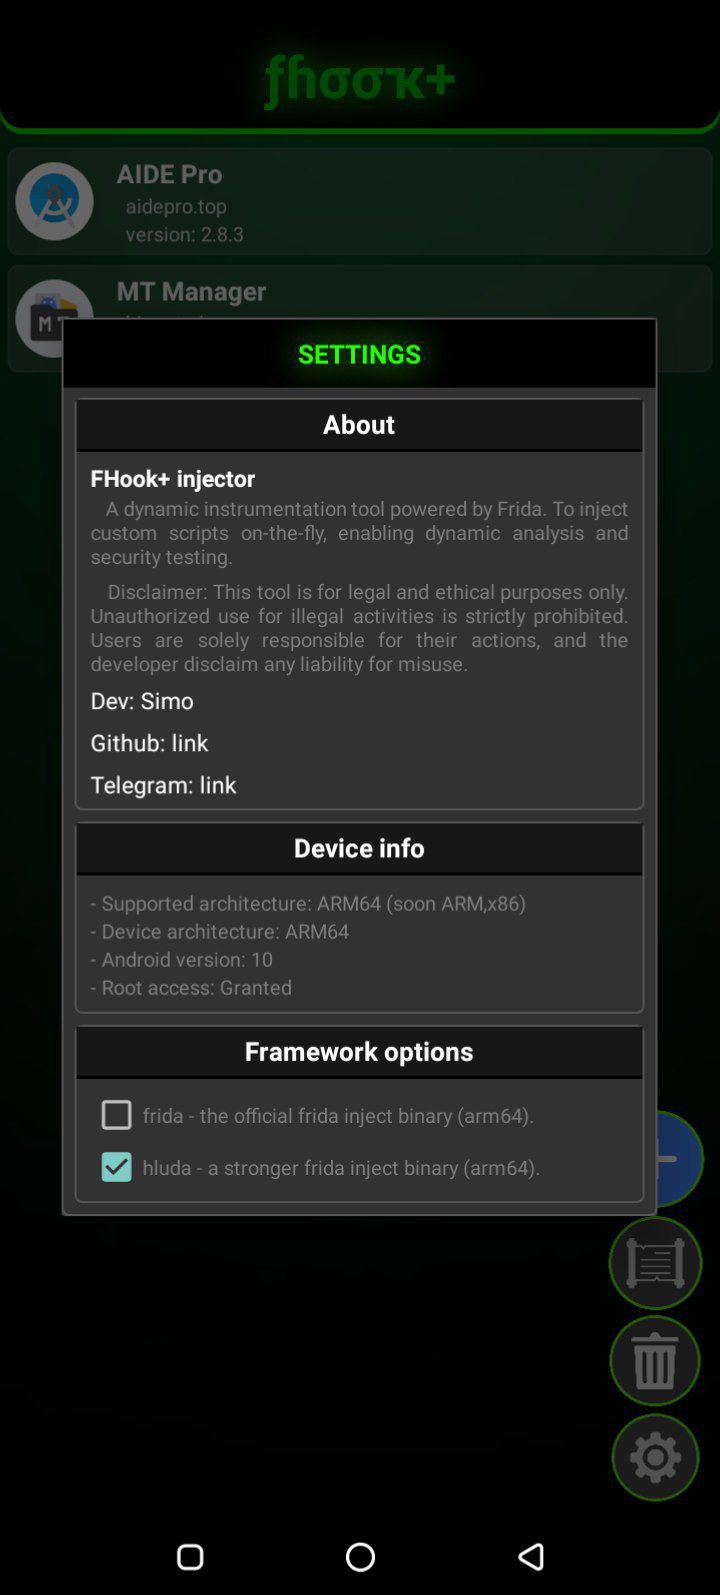 ƒɦσσҡ+
AIDE Pro
aidepro.top
version: 2.8.3
MT Manager
MT
SETTINGS
About
FHook+ injector
A dynamic instrumentation tool powered by Frida. To inject
custom scripts on-the-fly, enabling dynamic analysis and
security testing.
Disclaimer: This tool is for legal and ethical purposes only.
Unauthorized use for illegal activities is strictly prohibited.
Users are solely responsible for their actions, and the
developer disclaim any liability for misuse.
Dev: Simo
Github: link
Telegram: link
Device info
- Supported architecture: ARM64 (soon ARM,x86)
- Device architecture: ARM64
- Android version: 10
- Root access: Granted
Framework options
frida - the official frida inject binary (arm64).
hluda - a stronger frida inject binary (arm64).